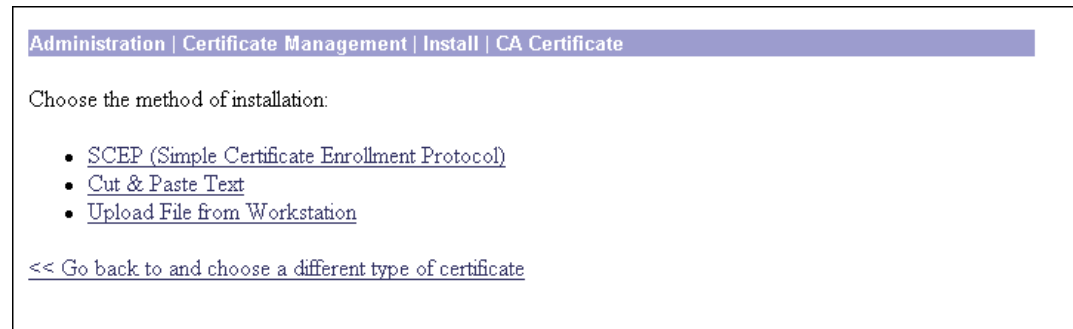 Administration | Certificate Management | Install | CA Certificate
Choose the method of installation:
• SCEP (Simple Certificate Enrollment Protocol)
• Cut & Paste Text
• Upload File from Workstation
<< Go back to and choose a different type of certificate